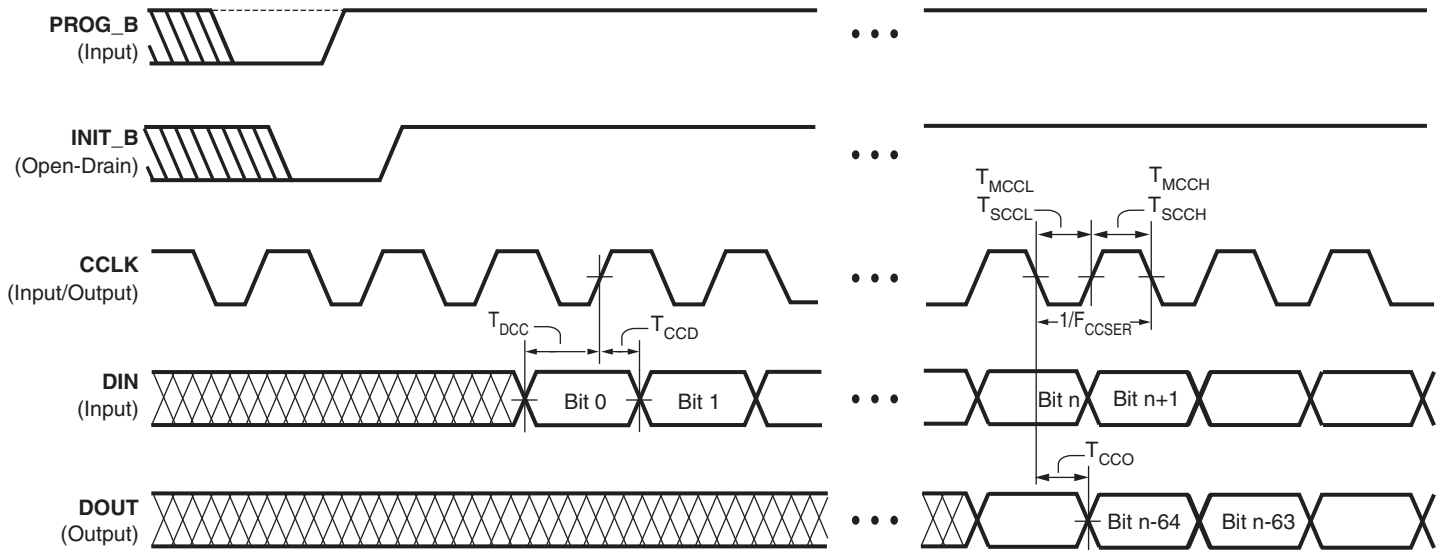 PROG_B
(Input)
INIT_B
(Open-Drain)
T_MCCL
T_SCCL
T_MCCH
T_SCCH
CCLK
(Input/Output)
1/F_CCSER
T_DCC
T_CCD
DIN
(Input)
Bit 0
Bit 1
Bit n
Bit n+1
T_CCO
DOUT
(Output)
Bit n-64
Bit n-63